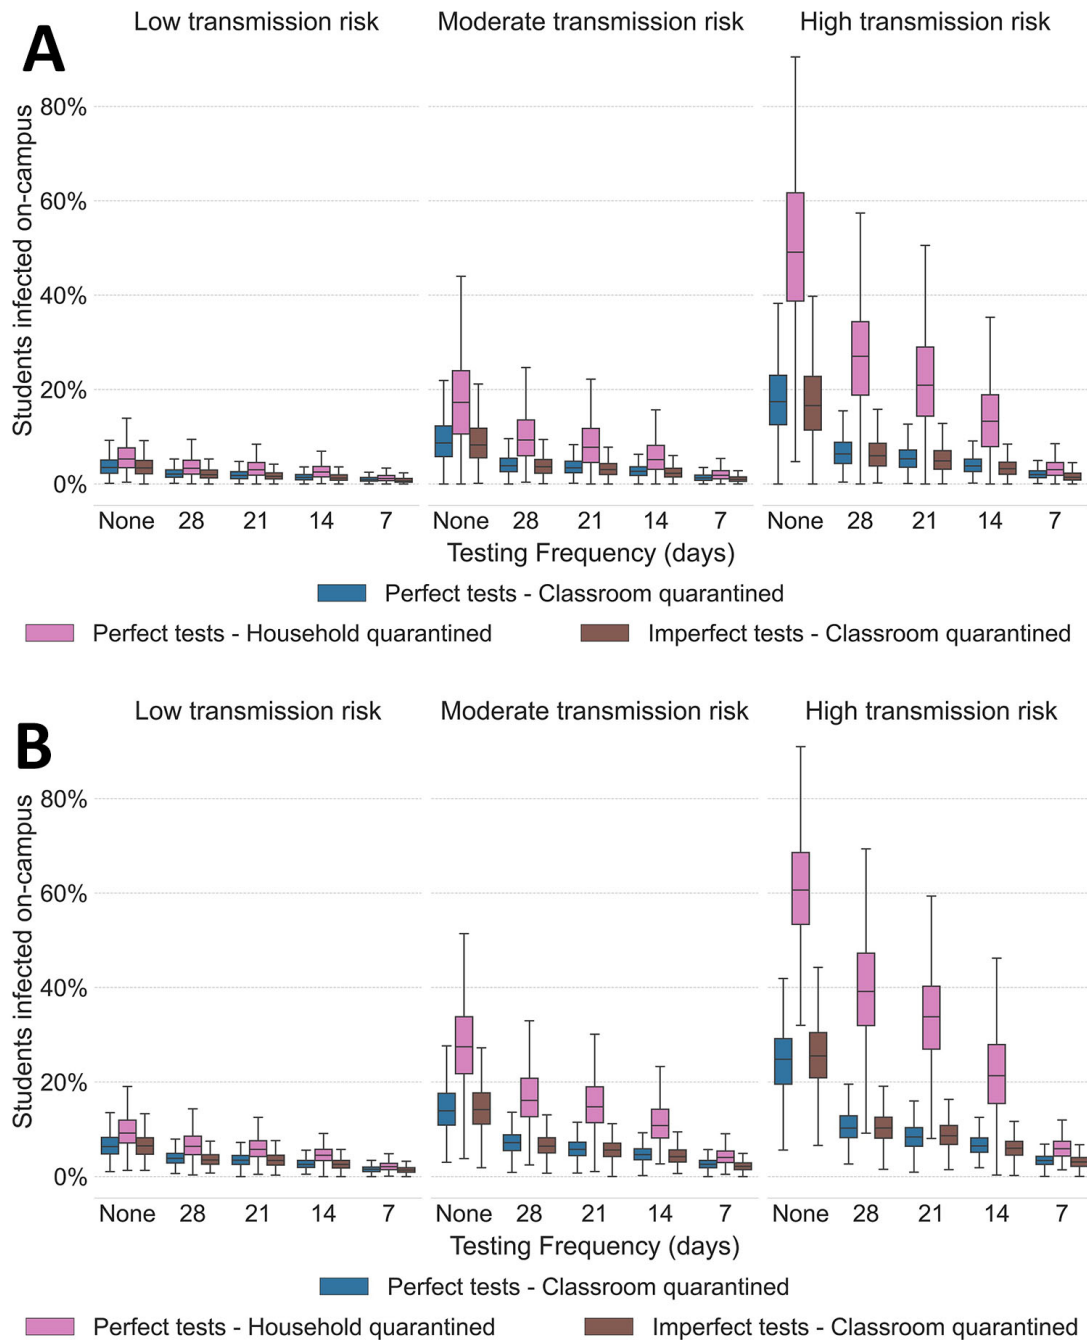 A
Low transmission risk
Moderate transmission risk
High transmission risk
Students infected on-campus
80%
60%
40%
20%
0%
None 28 21 14 7
None 28 21 14 7
None 28 21 14 7
Testing Frequency (days)
Perfect tests - Classroom quarantined
Perfect tests - Household quarantined
Imperfect tests - Classroom quarantined
B
Low transmission risk
Moderate transmission risk
High transmission risk
Students infected on-campus
80%
60%
40%
20%
0%
None 28 21 14 7
None 28 21 14 7
None 28 21 14 7
Testing Frequency (days)
Perfect tests - Classroom quarantined
Perfect tests - Household quarantined
Imperfect tests - Classroom quarantined